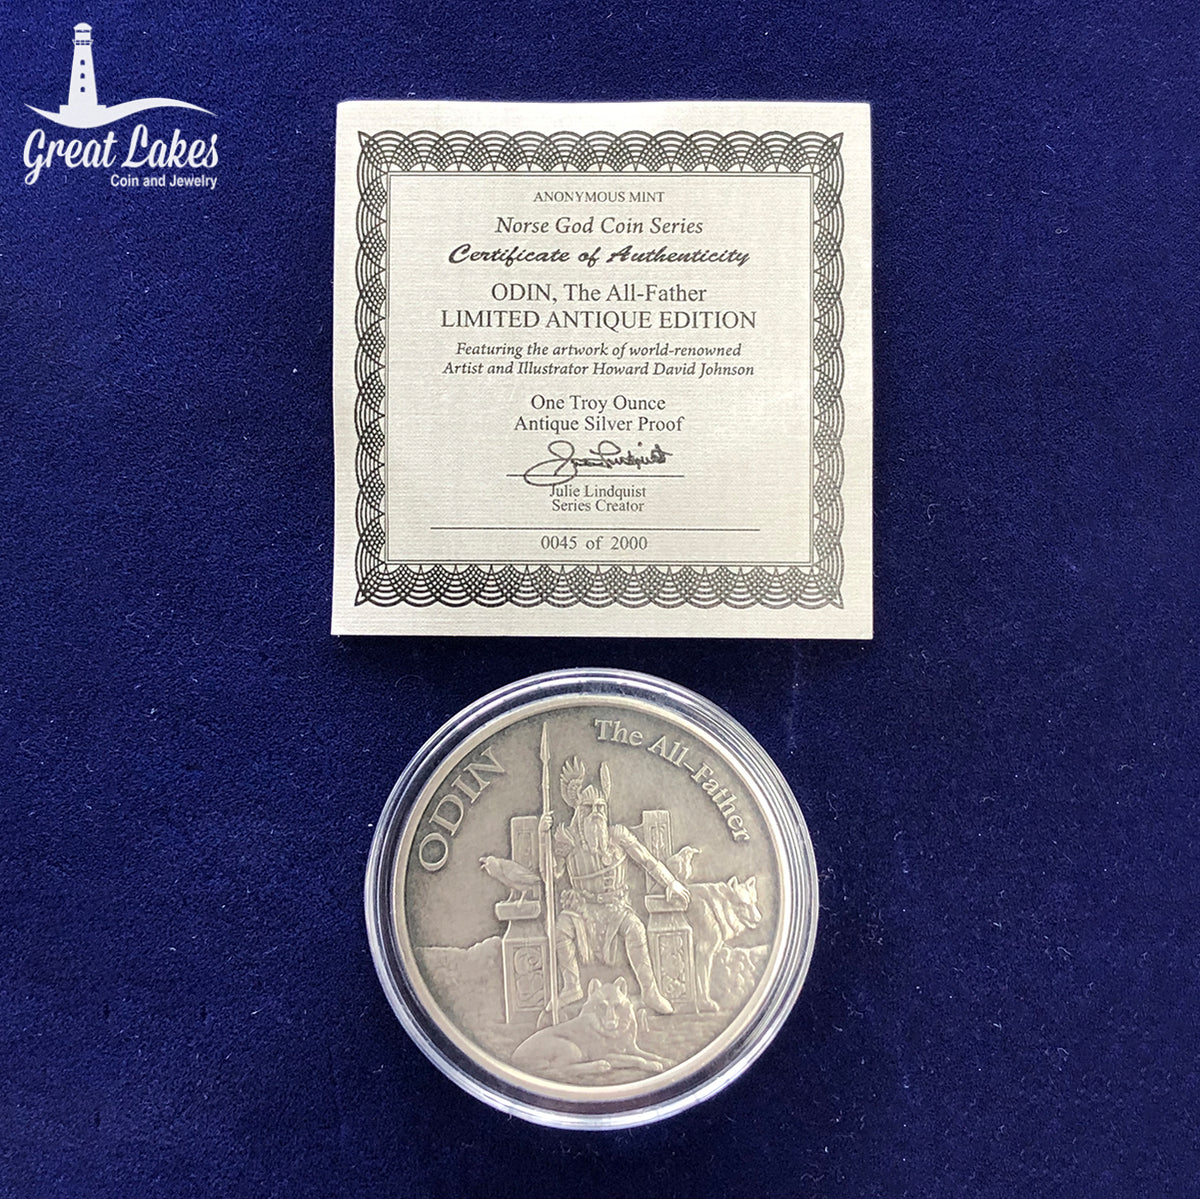 Great Lakes
Coin and Jewelry
ANONYMOUS MINT
Norse God Coin Series
Certificate of Authenticity
ODIN, The All-Father
LIMITED ANTIQUE EDITION
Featuring the artwork of world-renowned
Artist and Illustrator Howard David Johnson
One Troy Ounce
Antique Silver Proof
Julie Lindquist
Julie Lindquist
Series Creator
0045 of 2000
ODIN
The All-Father